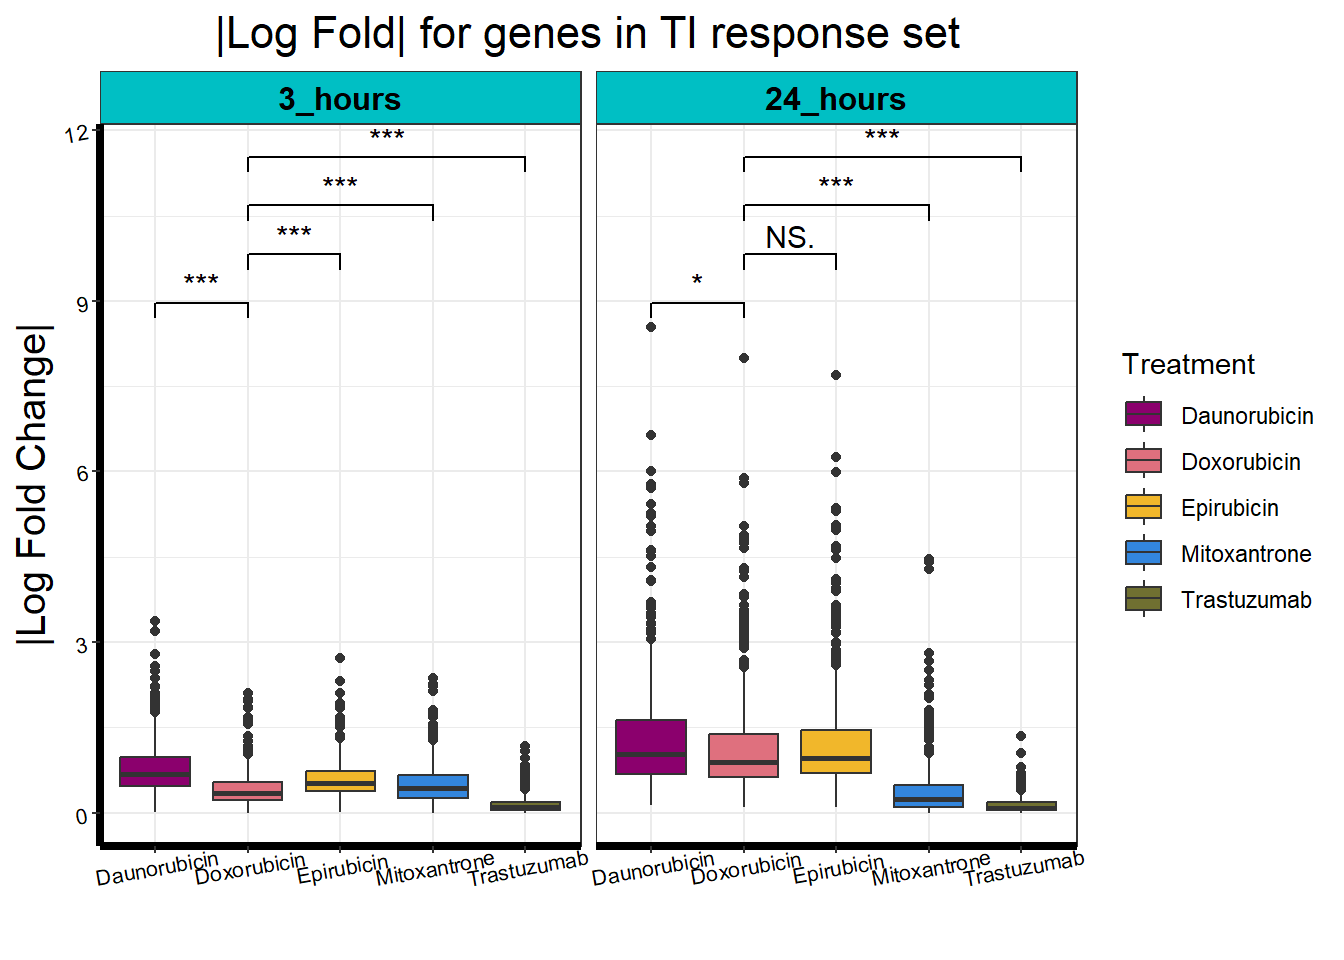 |Log Fold| for genes in TI response set
3_hours
24_hours
|Log Fold Change|
12
9
6
3
0
***
***
***
***
***
***
NS.
*
Daunorubicin
Doxorubicin
Epirubicin
Mitoxantrone
Trastuzumab
Daunorubicin
Doxorubicin
Epirubicin
Mitoxantrone
Trastuzumab
Treatment
Daunorubicin
Doxorubicin
Epirubicin
Mitoxantrone
Trastuzumab